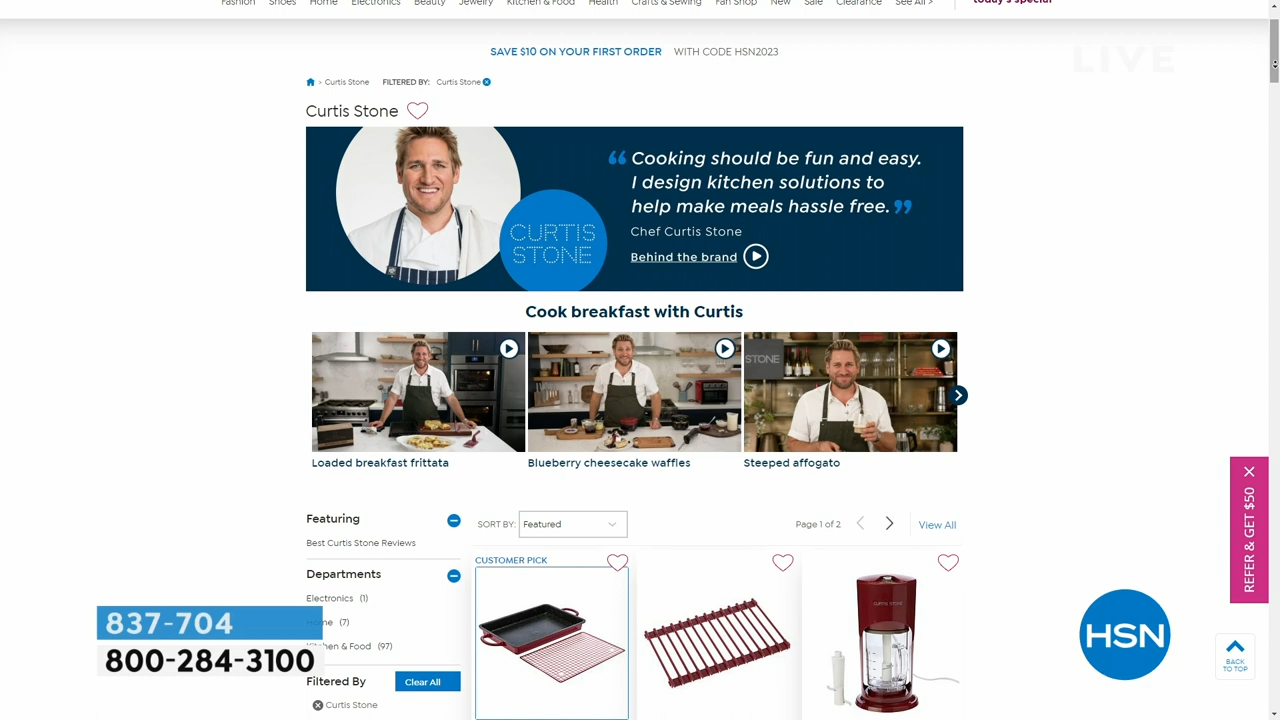 Fashion Shoes Home Electronics Beauty Jewelry Kitchen & Food Health Crafts & Sewing Fan Shop New Sale Clearance See All >
today's special
SAVE $10 ON YOUR FIRST ORDER WITH CODE HSN2023
LIVE
> Curtis Stone FILTERED BY: Curtis Stone
Curtis Stone
“ Cooking should be fun and easy.
I design kitchen solutions to
help make meals hassle free. ”
Chef Curtis Stone
Behind the brand
CURTIS
STONE
Cook breakfast with Curtis
STONE
Loaded breakfast frittata
Blueberry cheesecake waffles
Steeped affogato
Featuring
Best Curtis Stone Reviews
SORT BY: Featured
Page 1 of 2
View All
CUSTOMER PICK
Departments
Electronics (1)
Home (7)
Kitchen & Food (97)
Filtered By
Clear All
Curtis Stone
CURTIS STONE
837-704
800-284-3100
HSN
REFER & GET $50
BACK
TO TOP